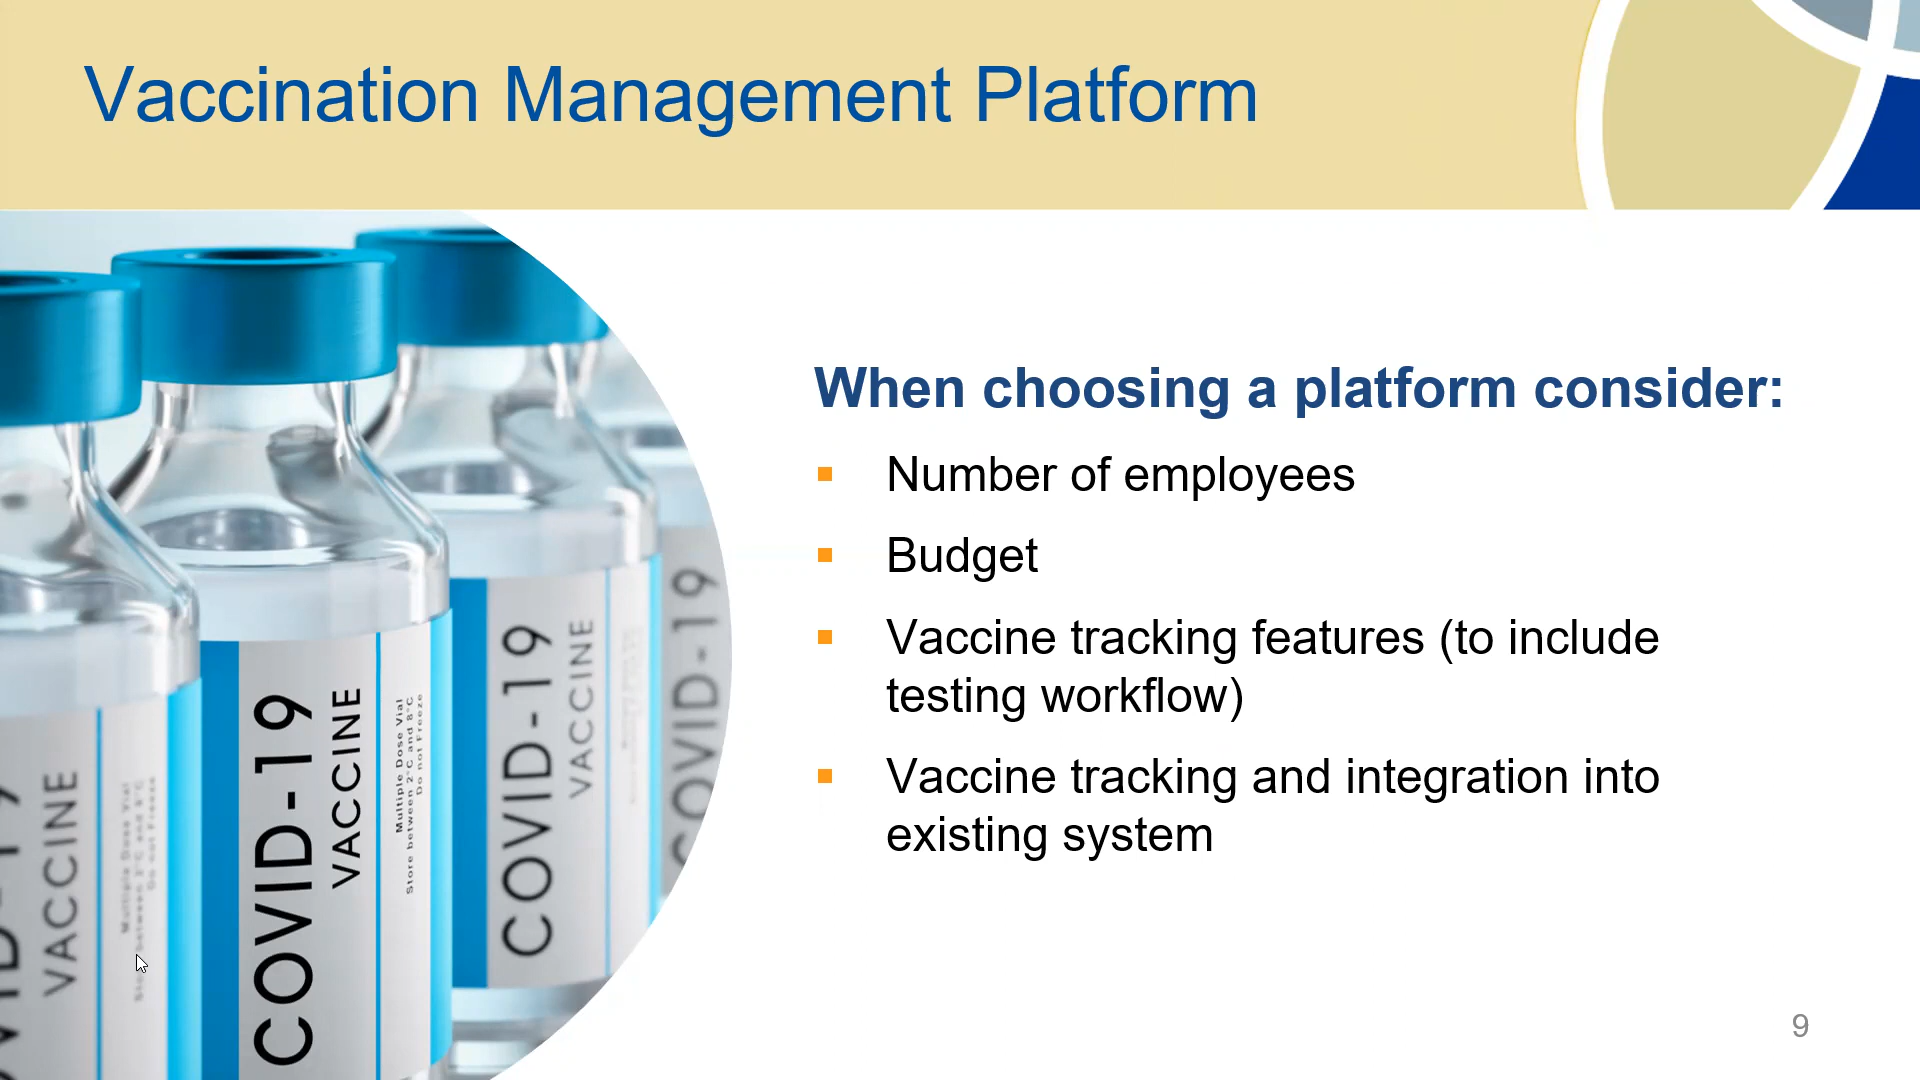 Vaccination Management Platform
When choosing a platform consider:
Number of employees
Budget
Vaccine tracking features (to include
testing workflow)
Vaccine tracking and integration into
existing system
VACCINE
COVID-19
VACCINE
Multiple Dose Vial
Store between 2°C and 8°C
Do not Freeze
COVID-19
VACCINE
COVID-19
9